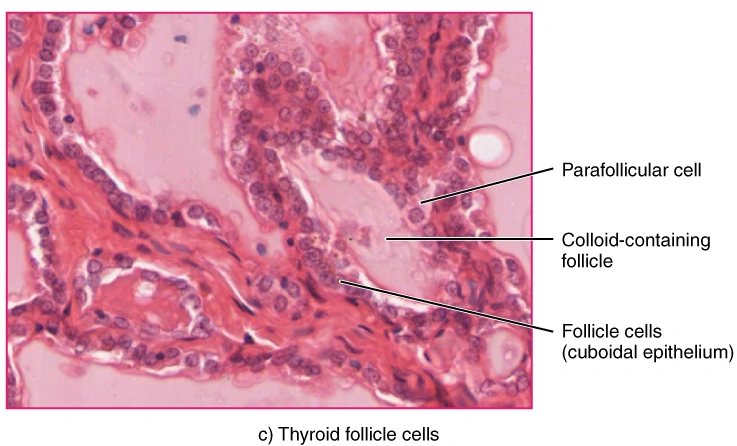 Parafollicular cell
Colloid-containing
follicle
Follicle cells
(cuboidal epithelium)
c) Thyroid follicle cells